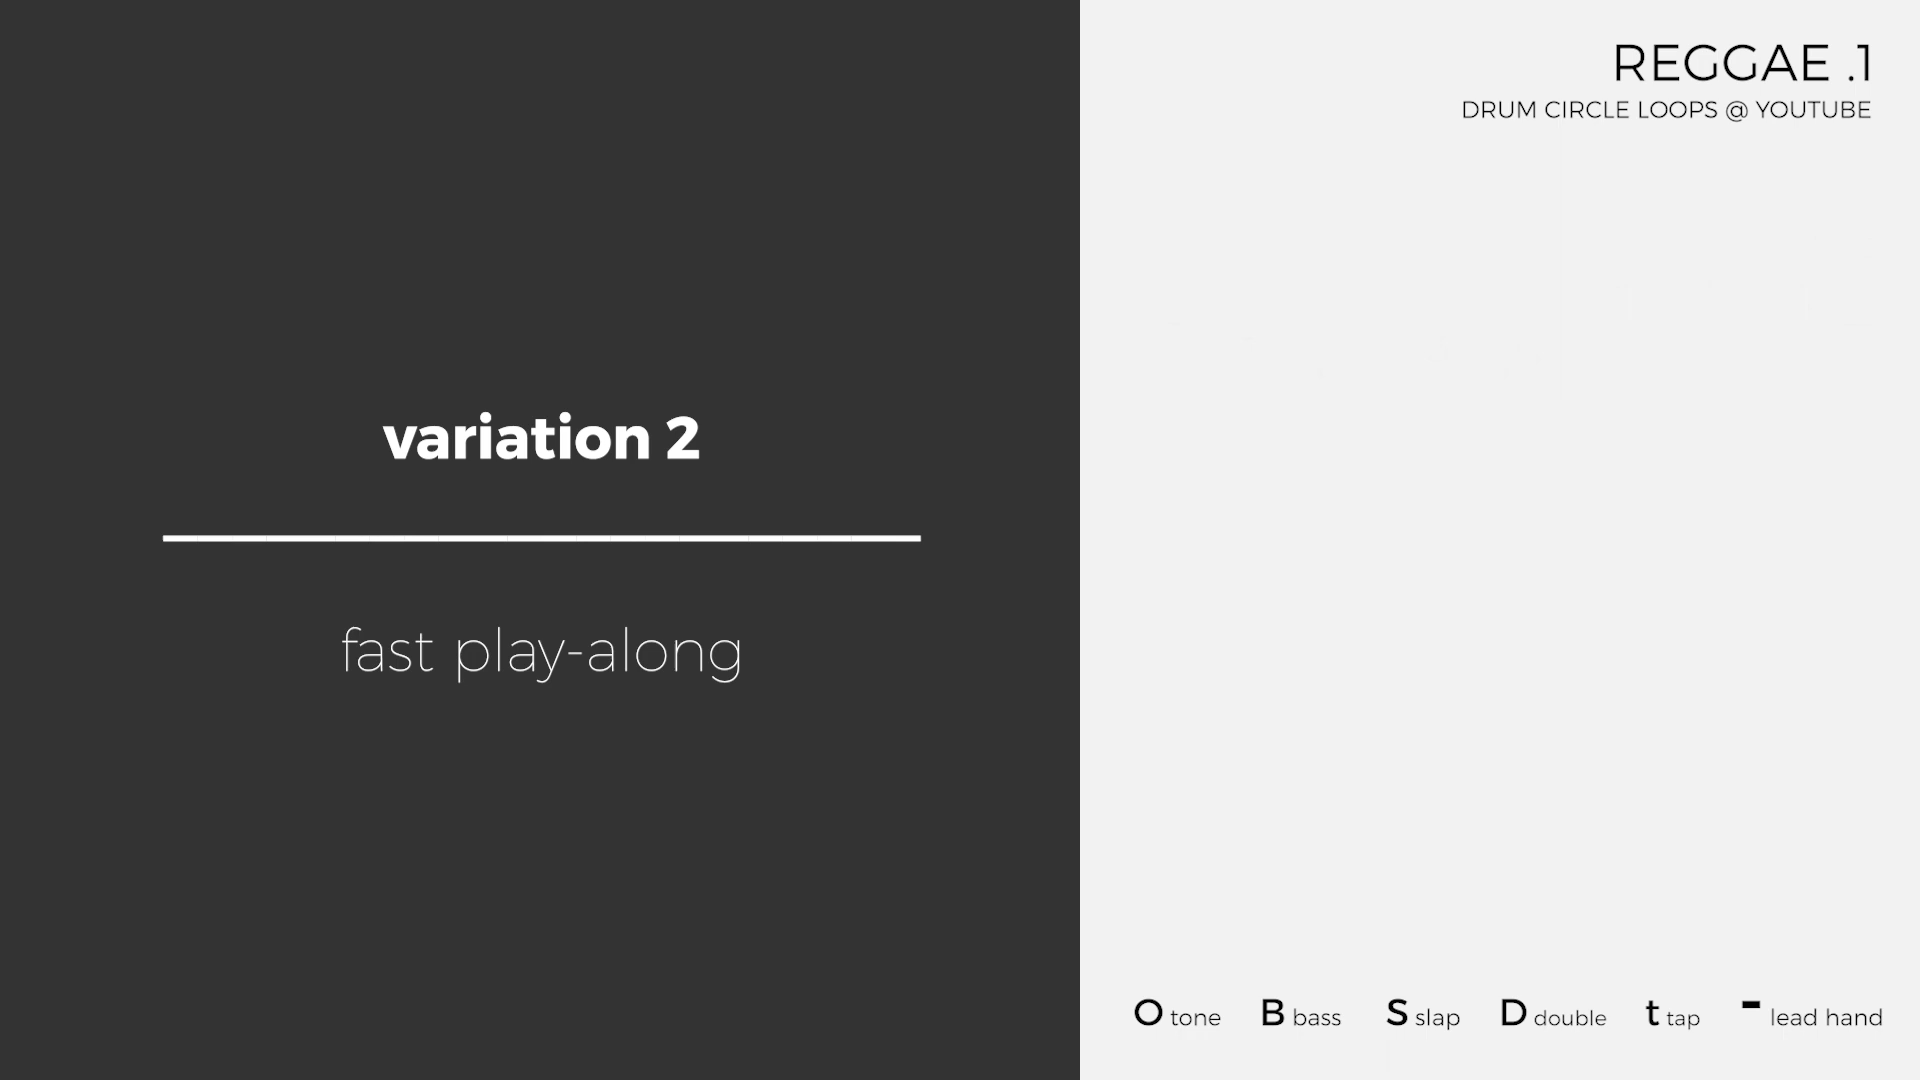 variation 2
fast play-along
REGGAE .1
DRUM CIRCLE LOOPS @ YOUTUBE
O tone B bass S slap D double t tap - lead hand